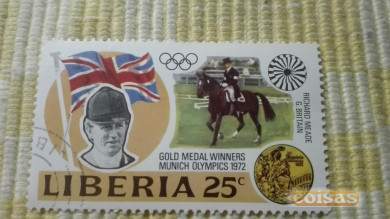 RICHARD MEADE
G. BRITAIN
GOLD MEDAL WINNERS
MUNICH OLYMPICS 1972
LIBERIA 25c
coisas